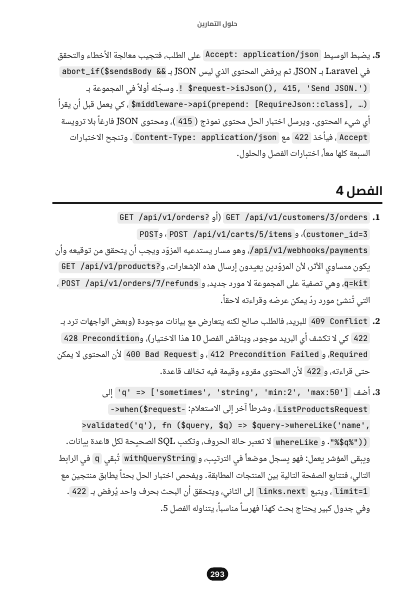 حلول التمارين
5. يضبط الوسيط Accept: application/json على الطلب، فتجيب معالجة الأخطاء والتحقق
في Laravel بـ JSON، ثم يرفض المحتوى الذي ليس JSON بـ abort_if($sendsBody &&
! $request->isJson(), 415, 'Send JSON.'). وسجّله أولاً في المجموعة بـ
$middleware->api(prepend: [RequireJson::class], …)، كي يعمل قبل أن يقرأ
أي شيء المحتوى. ويرسل اختبار الحل محتوى نموذج (415)، ومحتوى JSON فارغاً بلا ترويسة
Accept، فيأخذ 422 مع Content-Type: application/json. وتنجح الاختبارات
السبعة كلها معاً، اختبارات الفصل والحلول.
الفصل 4
1. GET /api/v1/customers/3/orders (أو GET /api/v1/orders?
customer_id=3)، و POST /api/v1/carts/5/items، و POST
/api/v1/webhooks/payments، وهو مسار يستدعيه المزوّد ويجب أن يتحقق من توقيعه وأن
يكون متساوي الأثر، لأن المزوّدين يعيدون إرسال هذه الإشعارات، و GET /api/v1/products?
q=kit، وهي تصفية على المجموعة لا مورد جديد، و POST /api/v1/orders/7/refunds،
التي تُنشئ مورد ردّ يمكن عرضه وقراءته لاحقاً.
2. 409 Conflict للبريد، فالطلب صالح لكنه يتعارض مع بيانات موجودة (وبعض الواجهات ترد بـ
422 كي لا تكشف أي البريد موجود، ويناقش الفصل 10 هذا الاختيار)، و 428 Precondition
Required، و 412 Precondition Failed، و 400 Bad Request لأن المحتوى لا يمكن
حتى قراءته، و 422 لأن المحتوى مقروء وقيمة فيه تخالف قاعدة.
3. أضف 'q' => ['sometimes', 'string', 'min:2', 'max:50'] إلى
ListProductsRequest، وشرطاً آخر إلى الاستعلام: ->when($request-
>validated('q'), fn ($query, $q) => $query->whereLike('name',
"%$q%")). و whereLike لا تعتبر حالة الحروف، وتكتب SQL الصحيحة لكل قاعدة بيانات.
ويبقى المؤشر يعمل: فهو يسجل موضعاً في الترتيب، و withQueryString تُبقي q في الرابط
التالي، فتتابع الصفحة التالية بين المنتجات المطابقة. ويفحص اختبار الحل بحثاً يطابق منتجين مع
limit=1، ويتبع links.next إلى الثاني، ويتحقق أن البحث بحرف واحد يُرفض بـ 422.
وفي جدول كبير يحتاج بحث كهذا فهرساً مناسباً، يتناوله الفصل 5.
293